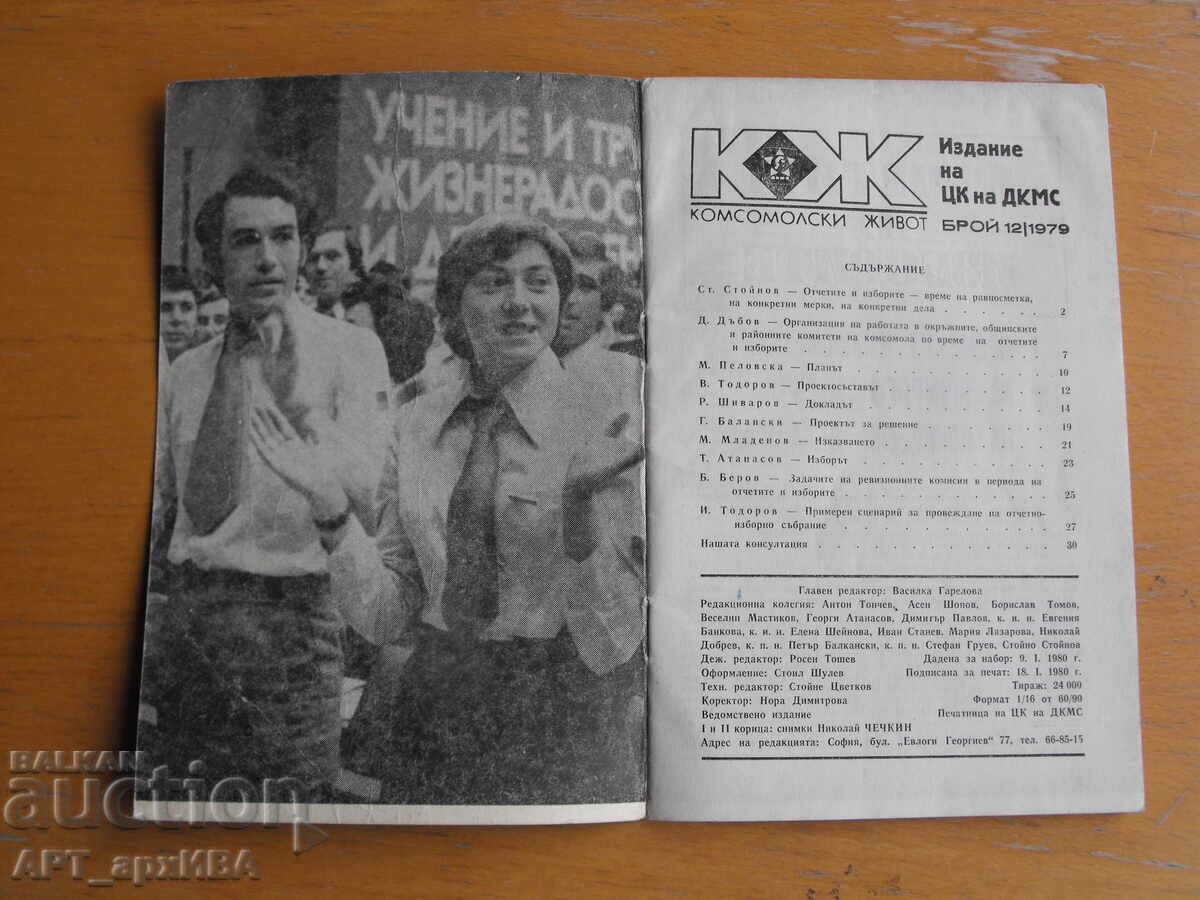 УЧЕНИЕ И ТРУ
ЖИЗНЕРАДОС
И Д
КЖ
КОМСОМОЛСКИ ЖИВОТ
Издание
на
ЦК на ДКМС
БРОЙ 12|1979
СЪДЪРЖАНИЕ
Ст. Стойнов — Отчетите и изборите — време на равносметка,
на конкретни мерки, на конкретни дела . . . . . . 2
Д. Дъбов — Организация на работата в окръжните, общинските
и районните комитети на комсомола по време на отчетите
и изборите . . . . . . . . . . . . . . 7
М. Пеловска — Планът . . . . . . . . . . . 10
В. Тодоров — Проектосъставът . . . . . . . . . 12
Р. Шиваров — Докладът . . . . . . . . . . 14
Г. Балански — Проектът за решение . . . . . . . 19
М. Младенов — Изказването . . . . . . . . . 21
Т. Атанасов — Изборът . . . . . . . . . . 23
Б. Беров — Задачите на ревизионните комисии в периода на
отчетите и изборите . . . . . . . . . . . 25
И. Тодоров — Примерен сценарий за провеждане на отчетно-
изборно събрание . . . . . . . . . . . 27
Нашата консултация . . . . . . . . . . . . 30
Главен редактор: Василка Гарелова
Редакционна колегия: Антон Тончев, Асен Шопов, Борислав Томов,
Веселин Мастиков, Георги Атанасов, Димитър Павлов, к. и. н. Евгения
Банкова, к. и. н. Елена Шейнова, Иван Станев, Мария Лазарова, Николай
Добрев, к. п. н. Петър Балкански, к. п. н. Стефан Груев, Стойно Стойнов
Деж. редактор: Росен Тошев Дадена за набор: 9. I. 1980 г.
Оформление: Стоил Шулев Подписана за печат: 18. I. 1980 г.
Техн. редактор: Стойне Цветков Тираж: 24 000
Коректор: Нора Димитрова Формат 1/16 от 60/90
Ведомствено издание Печатница на ЦК на ДКМС
I и II корица: снимки Николай ЧЕЧКИН
Адрес на редакцията: София, бул. „Евлоги Георгиев" 77, тел. 66-85-15
BALKAN
auction
АРТ_архИВА